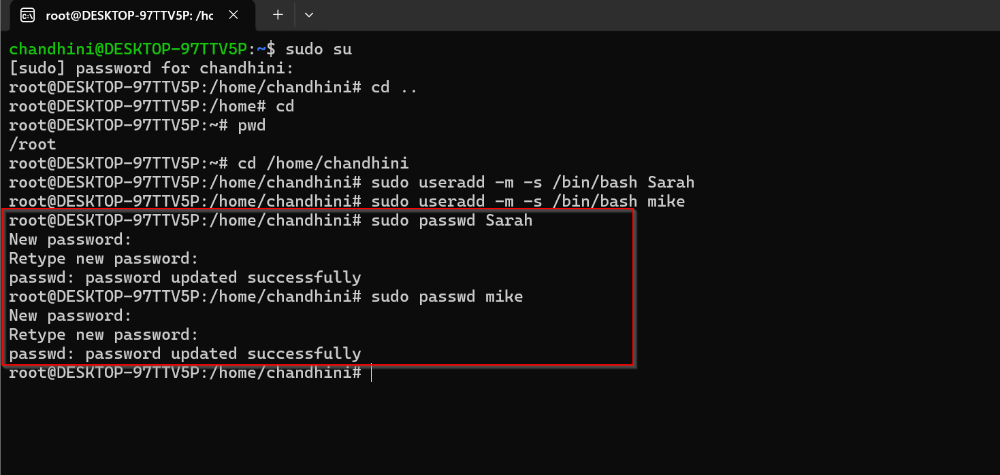 root@DESKTOP-97TTV5P: /hc
chandhini@DESKTOP-97TTV5P:~$ sudo su
[sudo] password for chandhini:
root@DESKTOP-97TTV5P:/home/chandhini# cd ..
root@DESKTOP-97TTV5P:/home# cd
root@DESKTOP-97TTV5P:~# pwd
/root
root@DESKTOP-97TTV5P:~# cd /home/chandhini
root@DESKTOP-97TTV5P:/home/chandhini# sudo useradd -m -s /bin/bash Sarah
root@DESKTOP-97TTV5P:/home/chandhini# sudo useradd -m -s /bin/bash mike
root@DESKTOP-97TTV5P:/home/chandhini# sudo passwd Sarah
New password:
Retype new password:
passwd: password updated successfully
root@DESKTOP-97TTV5P:/home/chandhini# sudo passwd mike
New password:
Retype new password:
passwd: password updated successfully
root@DESKTOP-97TTV5P:/home/chandhini#